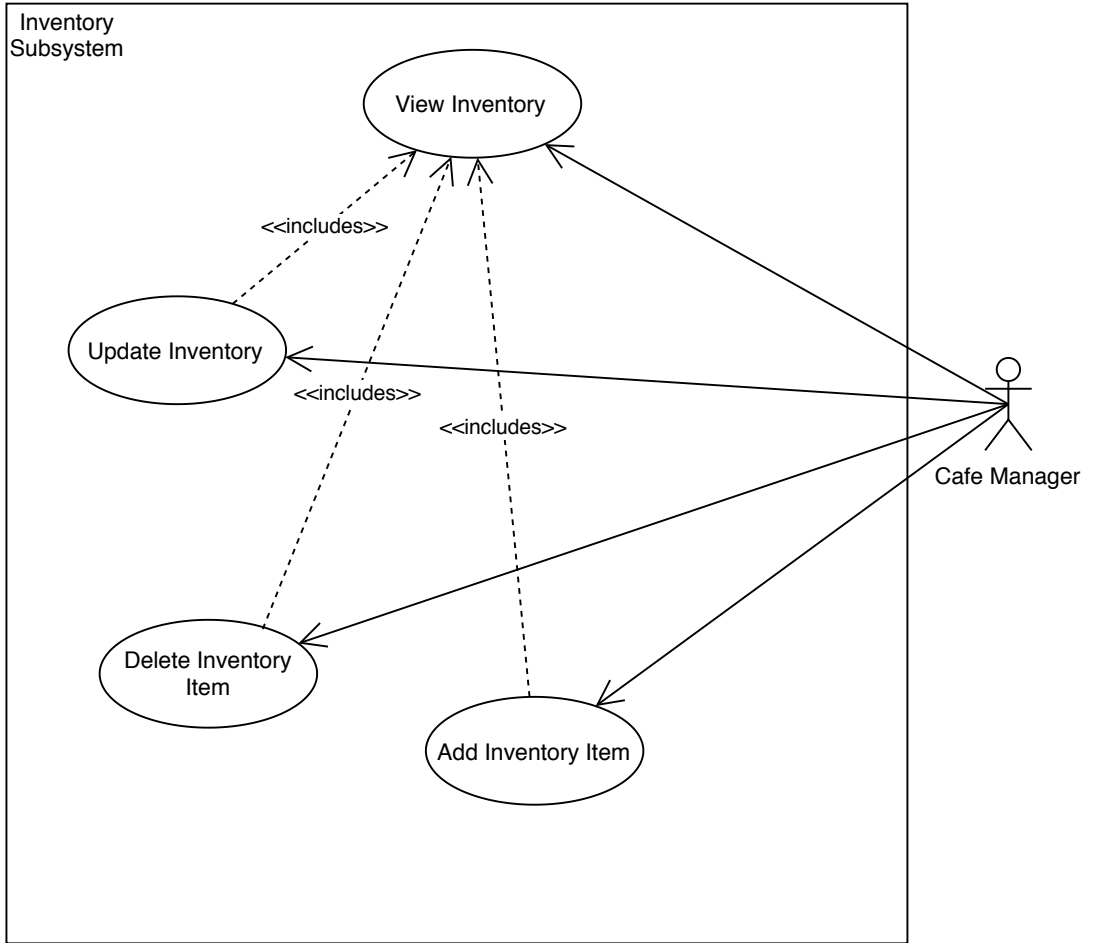 Inventory
Subsystem
View Inventory
<<includes>>
Update Inventory
<<includes>>
<<includes>>
Cafe Manager
Delete Inventory
Item
Add Inventory Item